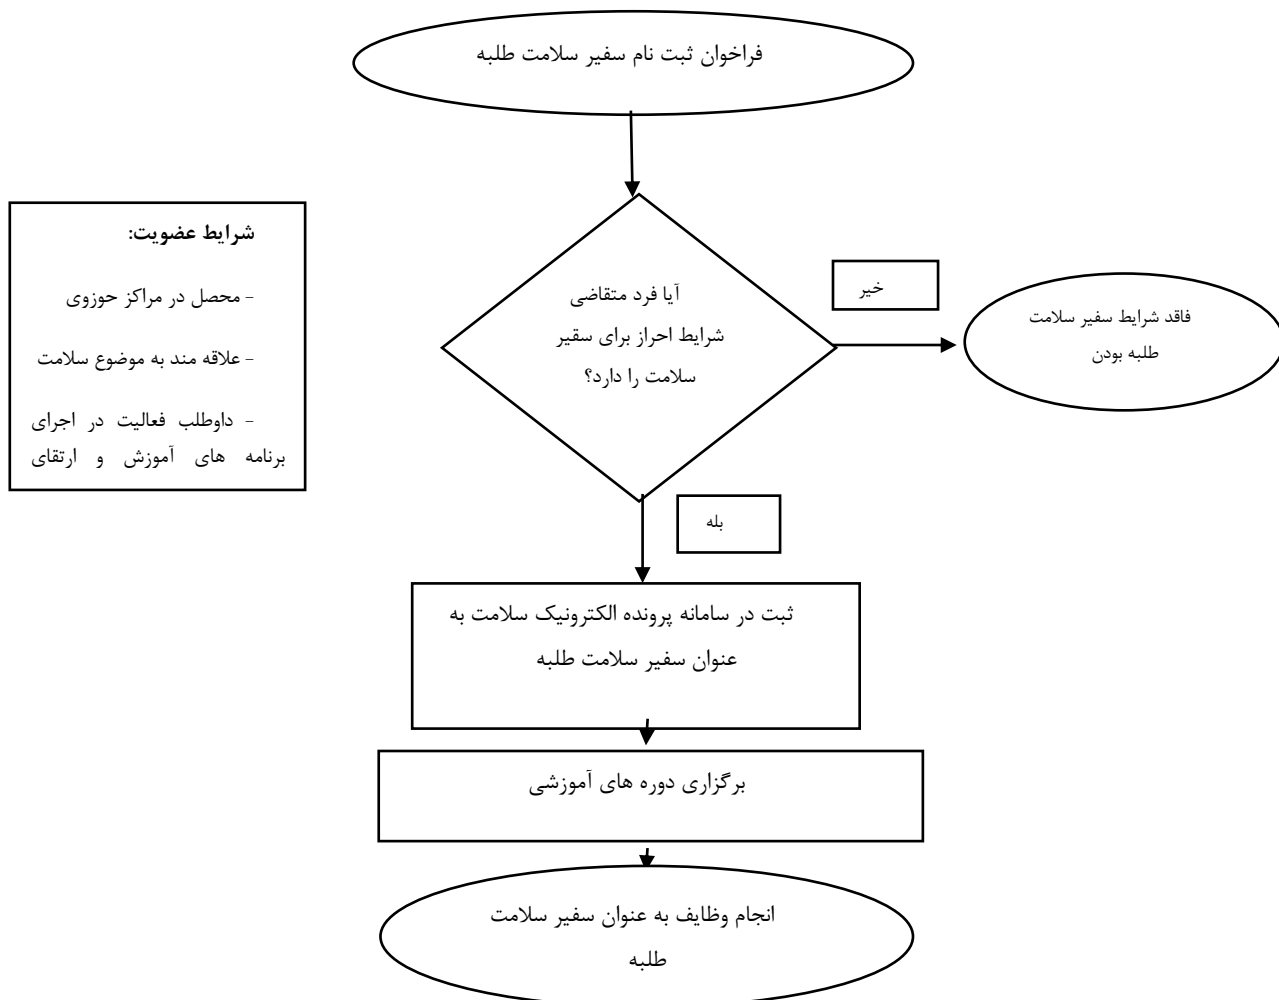 فراخوان ثبت نام سفیر سلامت طلبه
شرایط عضویت:
- محصل در مراکز حوزوی
- علاقه مند به موضوع سلامت
- داوطلب فعالیت در اجرای
برنامه های آموزش و ارتقای
آیا فرد متقاضی
شرایط احراز برای سقیر
سلامت را دارد؟
خیر
فاقد شرایط سفیر سلامت
طلبه بودن
بله
ثبت در سامانه پرونده الکترونیک سلامت به
عنوان سفیر سلامت طلبه
برگزاری دوره های آموزشی
انجام وظایف به عنوان سفیر سلامت
طلبه